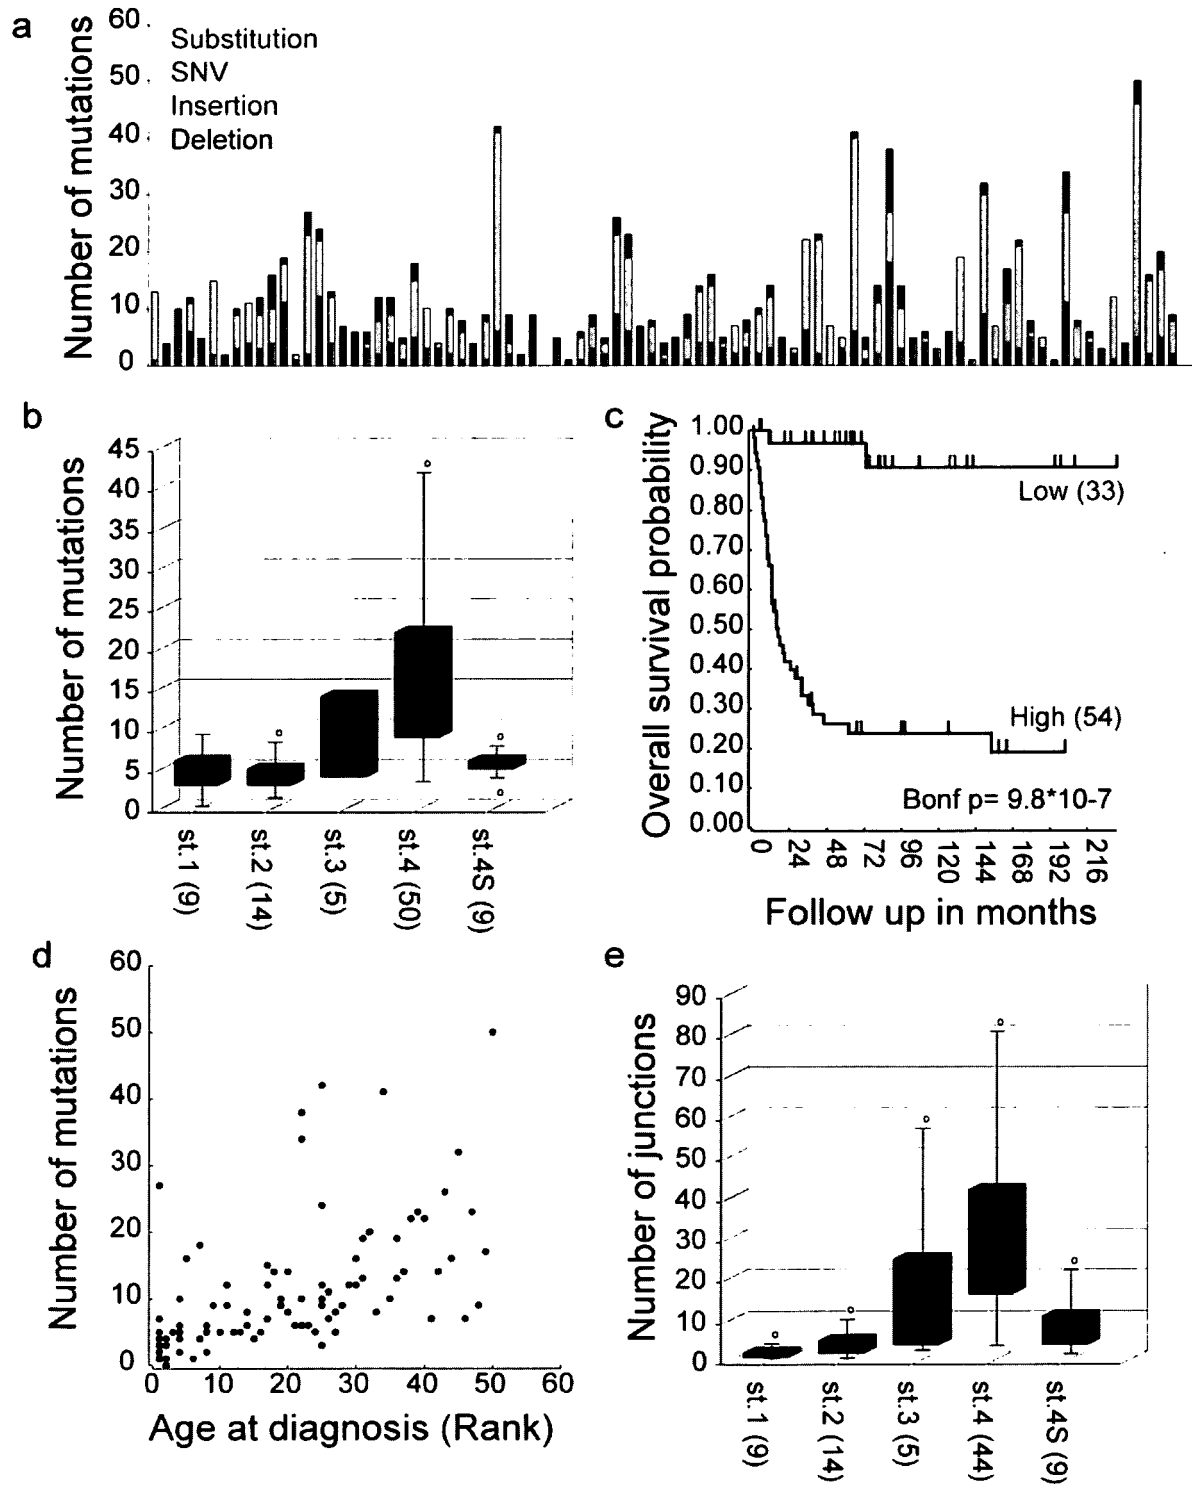 a
Number of mutations
60
50
40
30
20
10
0
Substitution
SNV
Insertion
Deletion
b
Number of mutations
45
40
35
30
25
20
15
10
5
0
st.1 (9)
st.2 (14)
st.3 (5)
st.4 (50)
st.4S (9)
c
Overall survival probability
1.00
0.90
0.80
0.70
0.60
0.50
0.40
0.30
0.20
0.10
0.00
Low (33)
High (54)
Bonf p= 9.8*10-7
0 24 48 72 96 120 144 168 192 216
Follow up in months
d
Number of mutations
60
50
40
30
20
10
0
0 10 20 30 40 50 60
Age at diagnosis (Rank)
e
Number of junctions
90
80
70
60
50
40
30
20
10
0
st.1 (9)
st.2 (14)
st.3 (5)
st.4 (44)
st.4S (9)